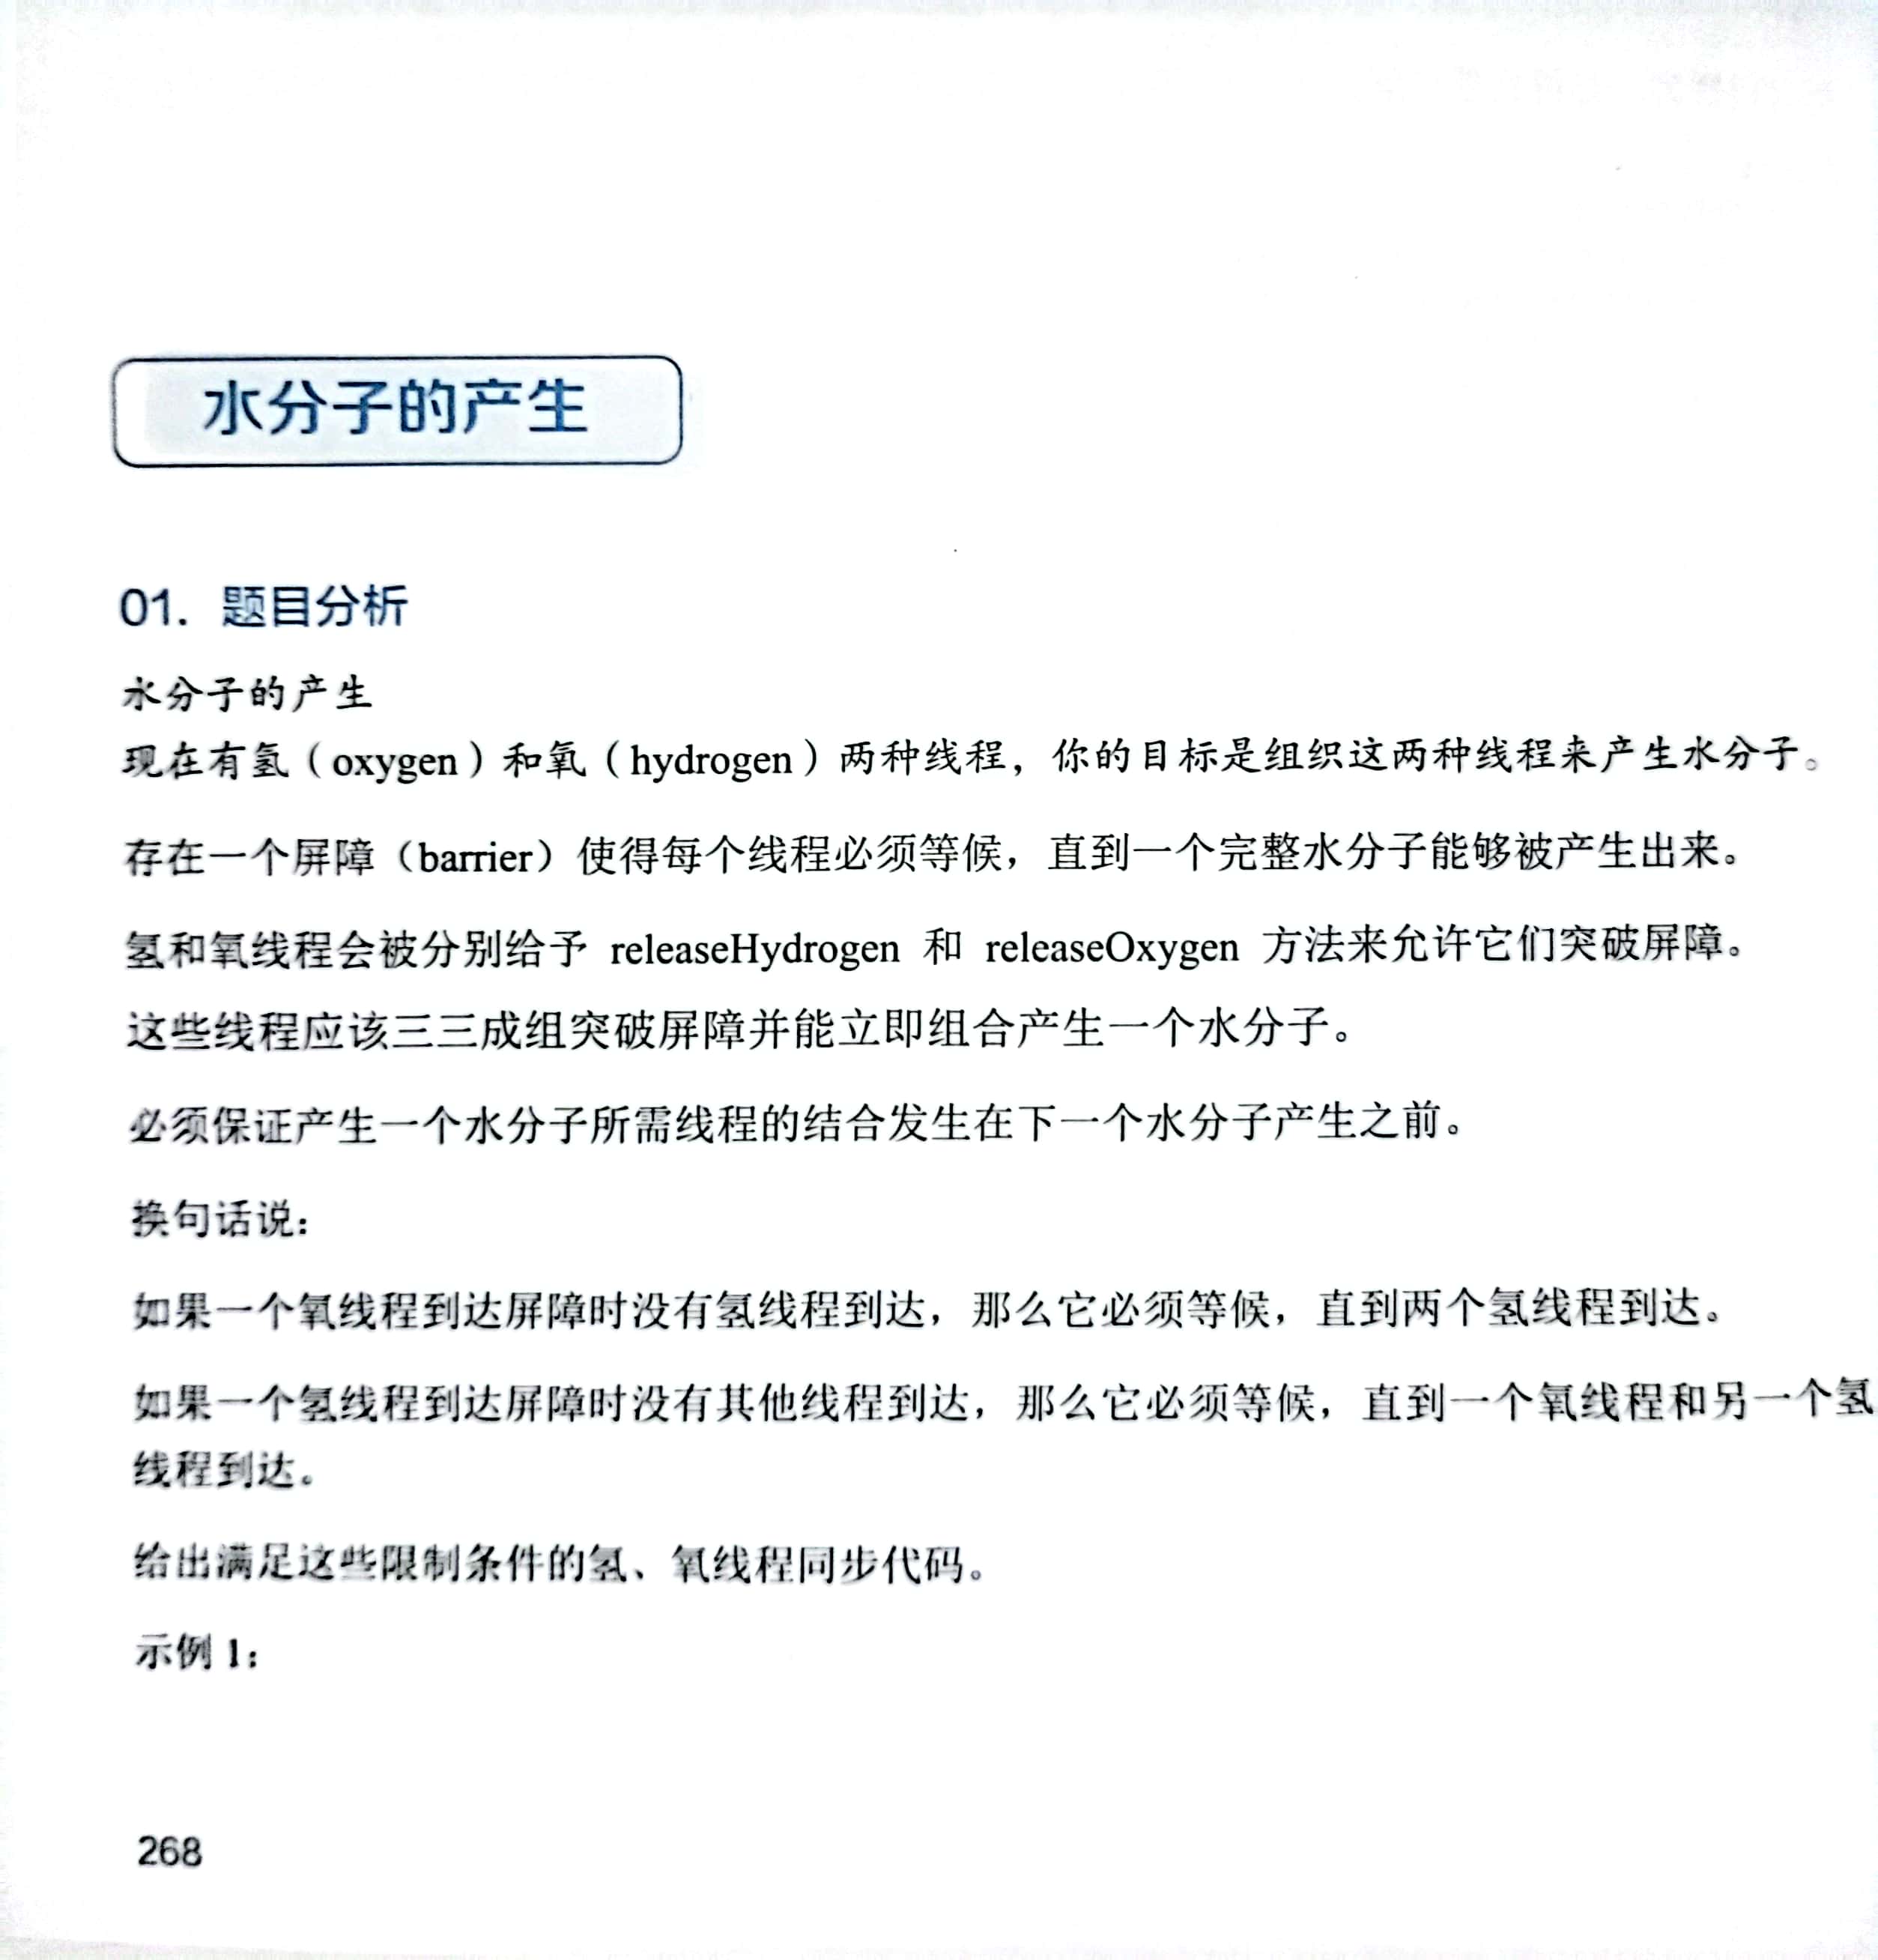 水分子的产生
01. 题目分析
水分子的产生
现在有氢（oxygen）和氧（hydrogen）两种线程，你的目标是组织这两种线程来产生水分子。
存在一个屏障（barrier）使得每个线程必须等候，直到一个完整水分子能够被产生出来。
氢和氧线程会被分别给予 releaseHydrogen 和 releaseOxygen 方法来允许它们突破屏障。
这些线程应该三三成组突破屏障并能立即组合产生一个水分子。
必须保证产生一个水分子所需线程的结合发生在下一个水分子产生之前。
换句话说：
如果一个氧线程到达屏障时没有氢线程到达，那么它必须等候，直到两个氢线程到达。
如果一个氢线程到达屏障时没有其他线程到达，那么它必须等候，直到一个氧线程和另一个氢
线程到达。
给出满足这些限制条件的氢、氧线程同步代码。
示例 1：
268